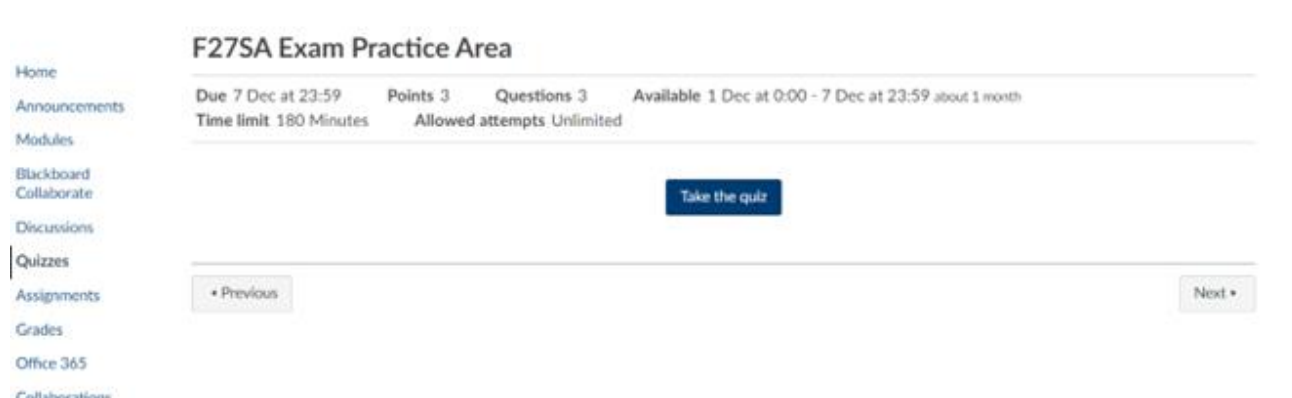 F27SA Exam Practice Area
Due 7 Dec at 23:59 Points 3 Questions 3 Available 1 Dec at 0:00 - 7 Dec at 23:59 about 1 month
Time limit 180 Minutes Allowed attempts Unlimited
Take the quiz
Previous
Next
Home
Announcements
Modules
Blackboard
Collaborate
Discussions
Quizzes
Assignments
Grades
Office 365
Collaborations